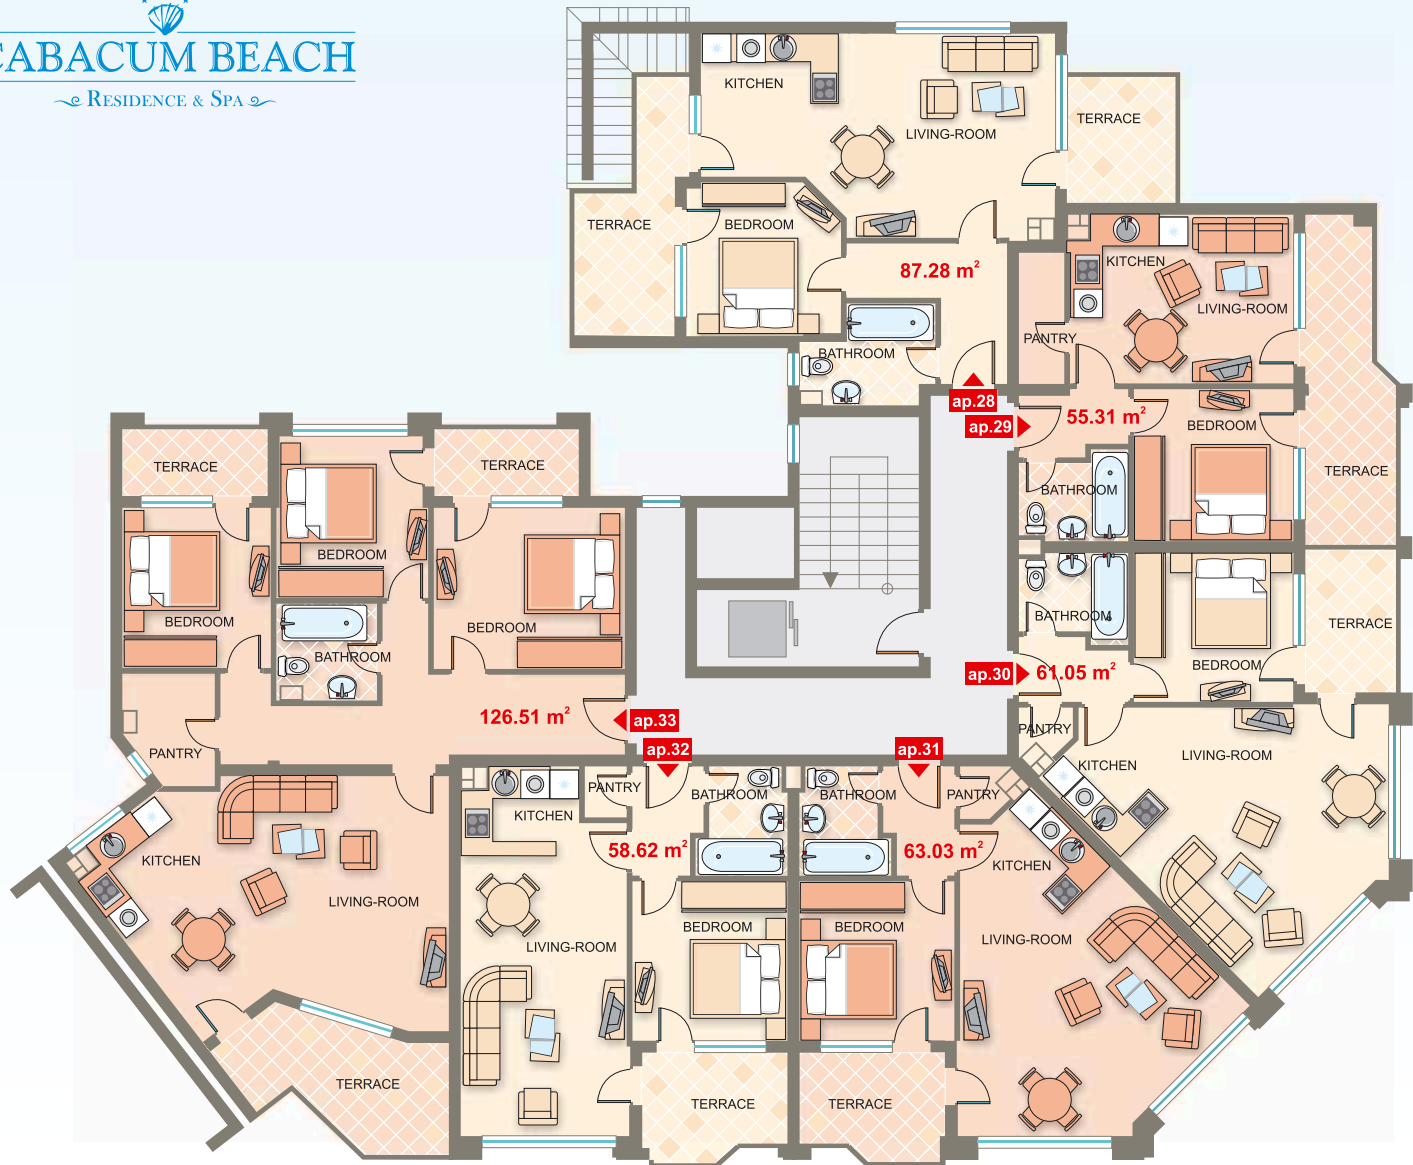 CABACUM BEACH
RESIDENCE & SPA
KITCHEN
LIVING-ROOM
TERRACE
TERRACE
BEDROOM
87.28 m²
BATHROOM
ap.28
KITCHEN
LIVING-ROOM
PANTRY
ap.29
55.31 m²
BEDROOM
TERRACE
BATHROOM
TERRACE
TERRACE
BEDROOM
BEDROOM
BEDROOM
BATHROOM
126.51 m²
PANTRY
ap.33
ap.32
ap.31
BATHROOM
TERRACE
BEDROOM
ap.30
61.05 m²
PANTRY
LIVING-ROOM
KITCHEN
KITCHEN
LIVING-ROOM
TERRACE
PANTRY
KITCHEN
BATHROOM
58.62 m²
BEDROOM
LIVING-ROOM
TERRACE
BATHROOM
PANTRY
63.03 m²
KITCHEN
BEDROOM
LIVING-ROOM
TERRACE